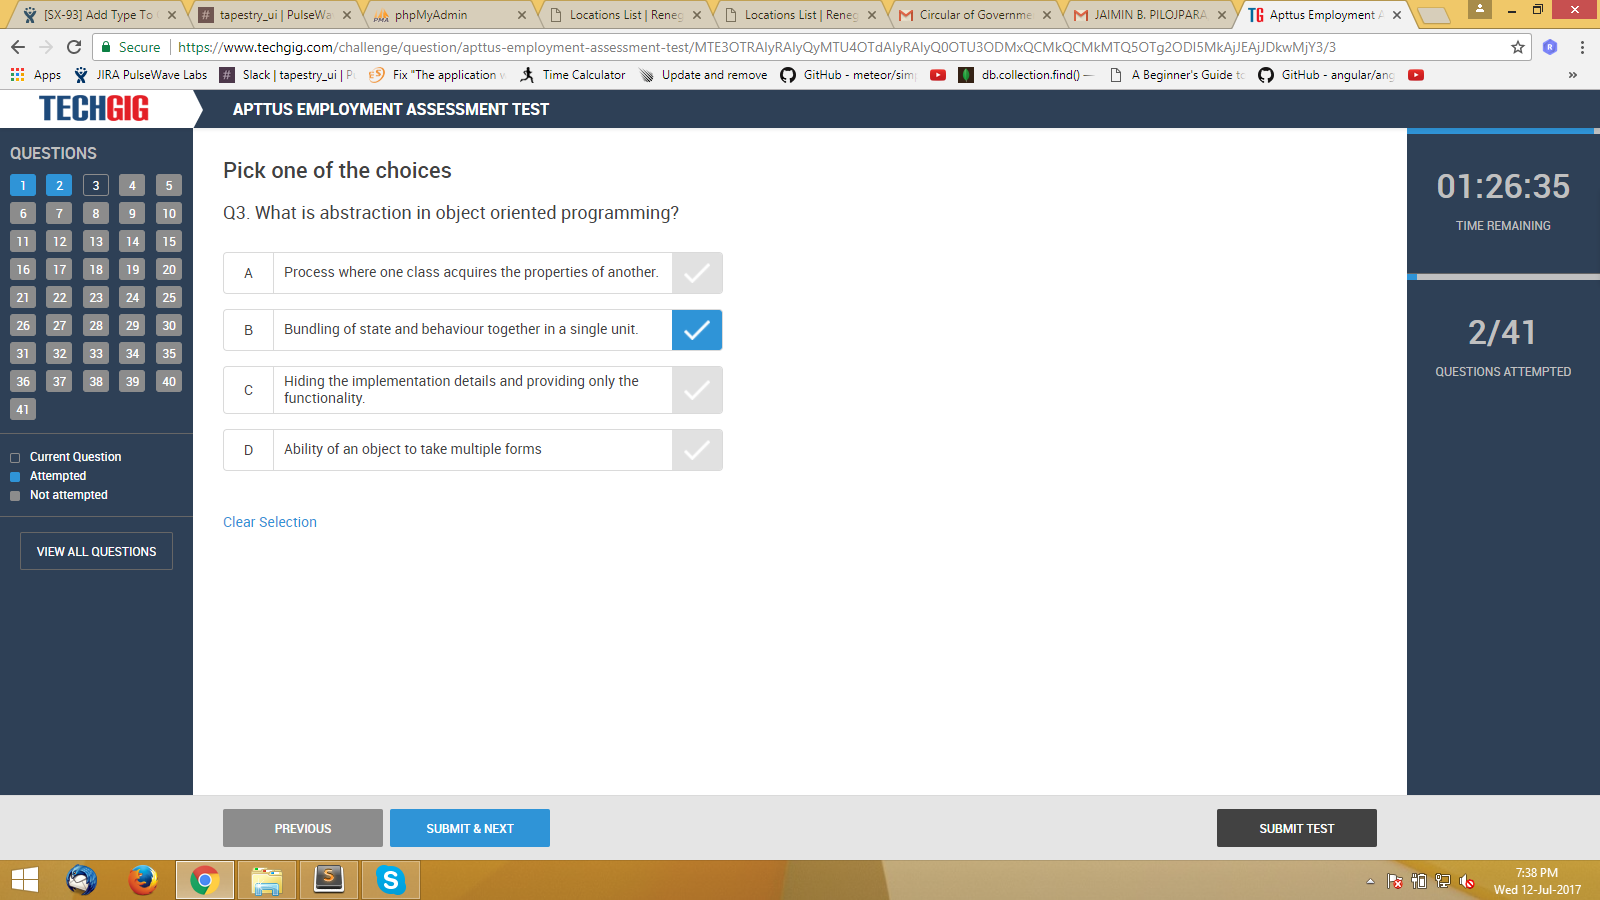 [SX-93] Add Type To
tapestry_ui | PulseWa
phpMyAdmin
Locations List | Reneg
Locations List | Reneg
Circular of Governme
JAIMIN B. PILOJPARA
Apttus Employment A
Secure
https://www.techgig.com/challenge/question/apttus-employment-assessment-test/MTE3OTRAIyRAIyQyMTU4OTdAIyRAIyQ0OTU3ODMxQCMkQCMkMTQ5OTg2ODI5MkAjJEAjJDkwMjY3/3
Apps
JIRA PulseWave Labs
Slack | tapestry_ui | P
Fix "The application w
Time Calculator
Update and remove
GitHub - meteor/sim
db.collection.find() —
A Beginner's Guide to
GitHub - angular/ang
»
TECHGIG
APTTUS EMPLOYMENT ASSESSMENT TEST
QUESTIONS
1 2 3 4 5
6 7 8 9 10
11 12 13 14 15
16 17 18 19 20
21 22 23 24 25
26 27 28 29 30
31 32 33 34 35
36 37 38 39 40
41
Current Question
Attempted
Not attempted
VIEW ALL QUESTIONS
Pick one of the choices
Q3. What is abstraction in object oriented programming?
A Process where one class acquires the properties of another.
B Bundling of state and behaviour together in a single unit.
C Hiding the implementation details and providing only the
functionality.
D Ability of an object to take multiple forms
Clear Selection
01:26:35
TIME REMAINING
2/41
QUESTIONS ATTEMPTED
PREVIOUS
SUBMIT & NEXT
SUBMIT TEST
7:38 PM
Wed 12-Jul-2017